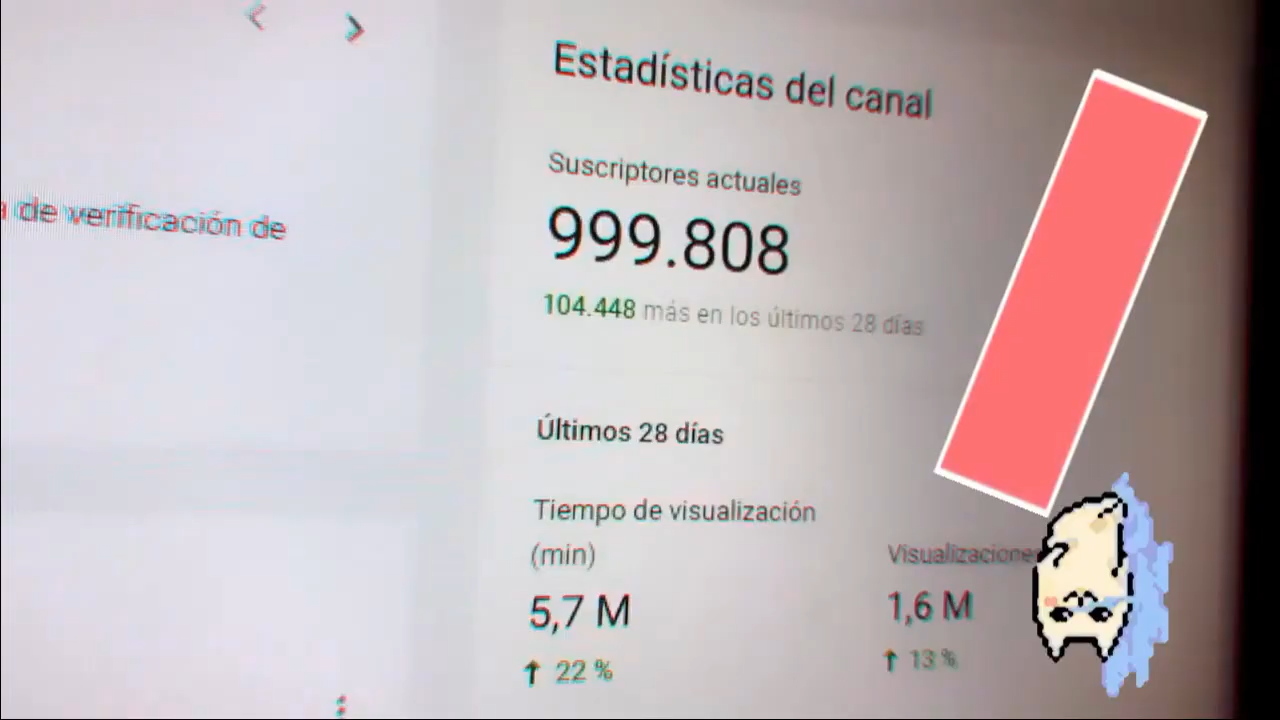 Estadísticas del canal
Suscriptores actuales
de verificación de
999.808
104.448 más en los últimos 28 días
Últimos 28 días
Tiempo de visualización
(min)
Visualizaciones
5,7 M
1,6 M
↑ 22 %
↑ 13 %